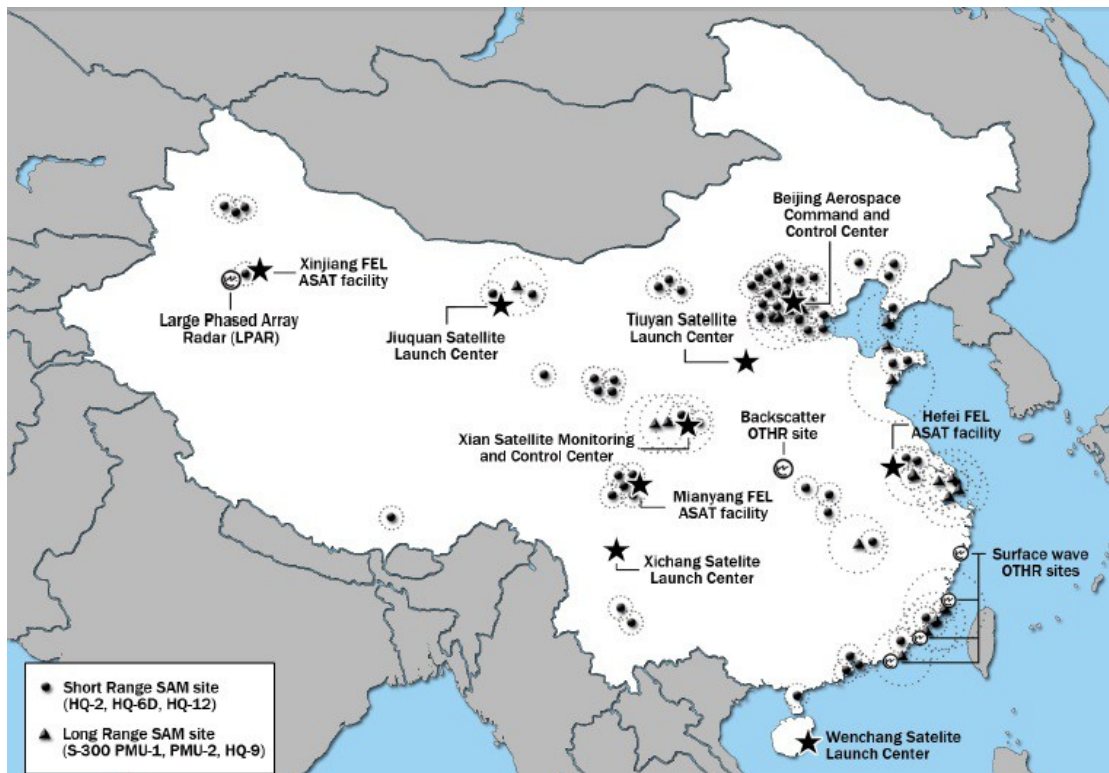 Beijing Aerospace
Command and
Control Center
Xinjiang FEL
ASAT facility
Large Phased Array
Radar (LPAR)
Jiuquan Satellite
Launch Center
Tiuyan Satellite
Launch Center
Xian Satellite Monitoring
and Control Center
Backscatter
OTHR site
Hefei FEL
ASAT facility
Mianyang FEL
ASAT facility
Xichang Satelite
Launch Center
Surface wave
OTHR sites
Short Range SAM site
(HQ-2, HQ-6D, HQ-12)
Long Range SAM site
(S-300 PMU-1, PMU-2, HQ-9)
Wenchang Satelite
Launch Center